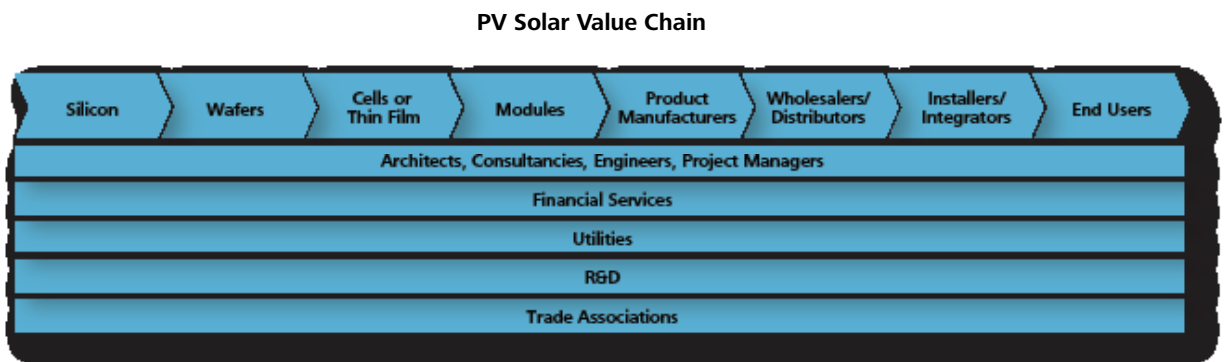 PV Solar Value Chain
Silicon
Wafers
Cells or
Thin Film
Modules
Product
Manufacturers
Wholesalers/
Distributors
Installers/
Integrators
End Users
Architects, Consultancies, Engineers, Project Managers
Financial Services
Utilities
R&D
Trade Associations